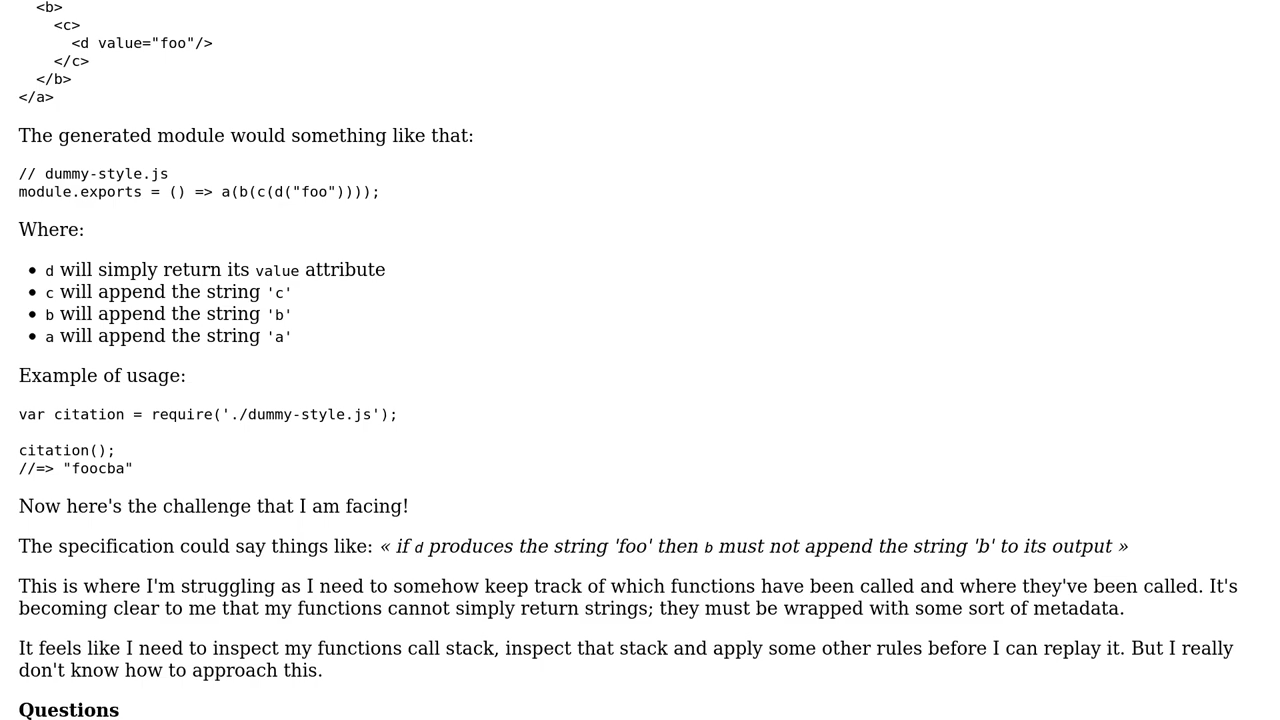 <b>
<c>
<d value="foo"/>
</c>
</b>
</a>
The generated module would something like that:
// dummy-style.js
module.exports = () => a(b(c(d("foo"))));
Where:
• d will simply return its value attribute
• c will append the string 'c'
• b will append the string 'b'
• a will append the string 'a'
Example of usage:
var citation = require('./dummy-style.js');
citation();
//=> "foocba"
Now here's the challenge that I am facing!
The specification could say things like: « if d produces the string 'foo' then b must not append the string 'b' to its output »
This is where I'm struggling as I need to somehow keep track of which functions have been called and where they've been called. It's
becoming clear to me that my functions cannot simply return strings; they must be wrapped with some sort of metadata.
It feels like I need to inspect my functions call stack, inspect that stack and apply some other rules before I can replay it. But I really
don't know how to approach this.
Questions